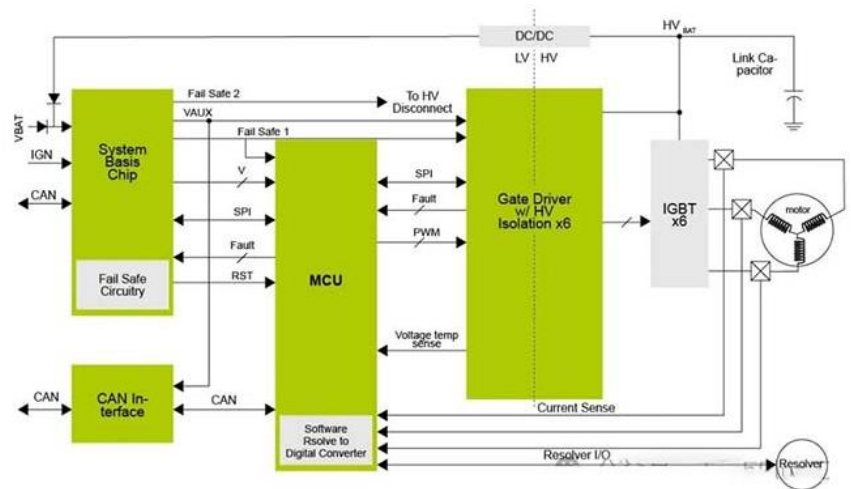 DC/DC
HV BAT
LV HV
Link Ca-
pacitor
Fail Safe 2
To HV
Disconnect
VAUX
Fail Safe 1
VBAT
System
Basis
Chip
IGN
CAN
V
SPI
SPI
Fault
Gate Driver
w/ HV
Isolation x6
IGBT
x6
motor
Fault
PWM
Fail Safe
Circuitry
RST
MCU
Voltage temp
sense
CAN
CAN In-
terface
CAN
Current Sense
Software
Rsolve to
Digital Converter
Resolver I/O
Resolver